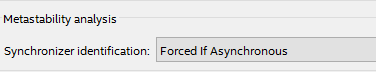 Metastability analysis
Synchronizer identification: Forced If Asynchronous